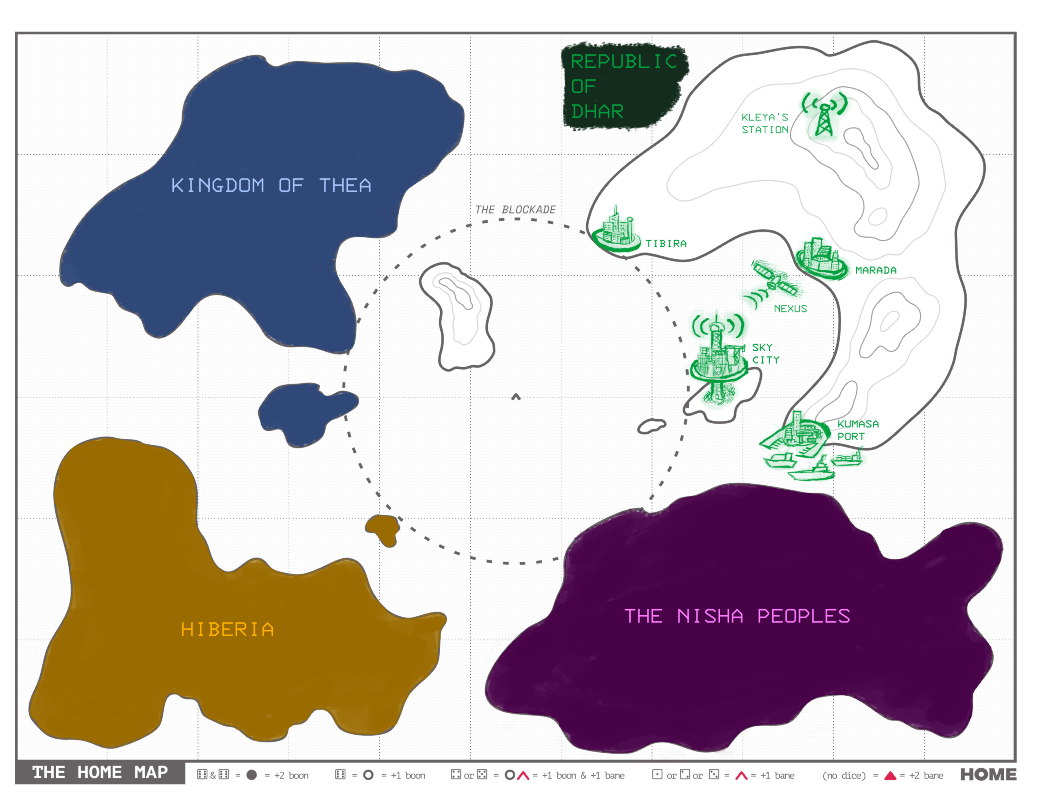 REPUBLIC
OF
DHAR
KLEYA'S
STATION
KINGDOM OF THEA
THE BLOCKADE
TIBIRA
MARADA
NEXUS
SKY
CITY
KUMASA
PORT
THE NISHA PEOPLES
HIBERIA
THE HOME MAP
& = = +2 boon
= = +1 boon
or = = +1 boon & +1 bane
or or = = +1 bane
(no dice) = = +2 bane
HOME